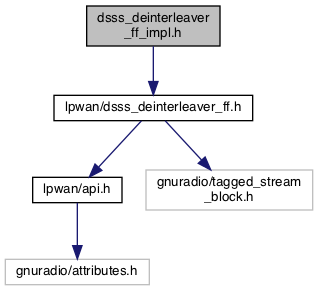 dsss_deinterleaver
_ff_impl.h
lpwan/dsss_deinterleaver_ff.h
lpwan/api.h
gnuradio/tagged_stream
_block.h
gnuradio/attributes.h